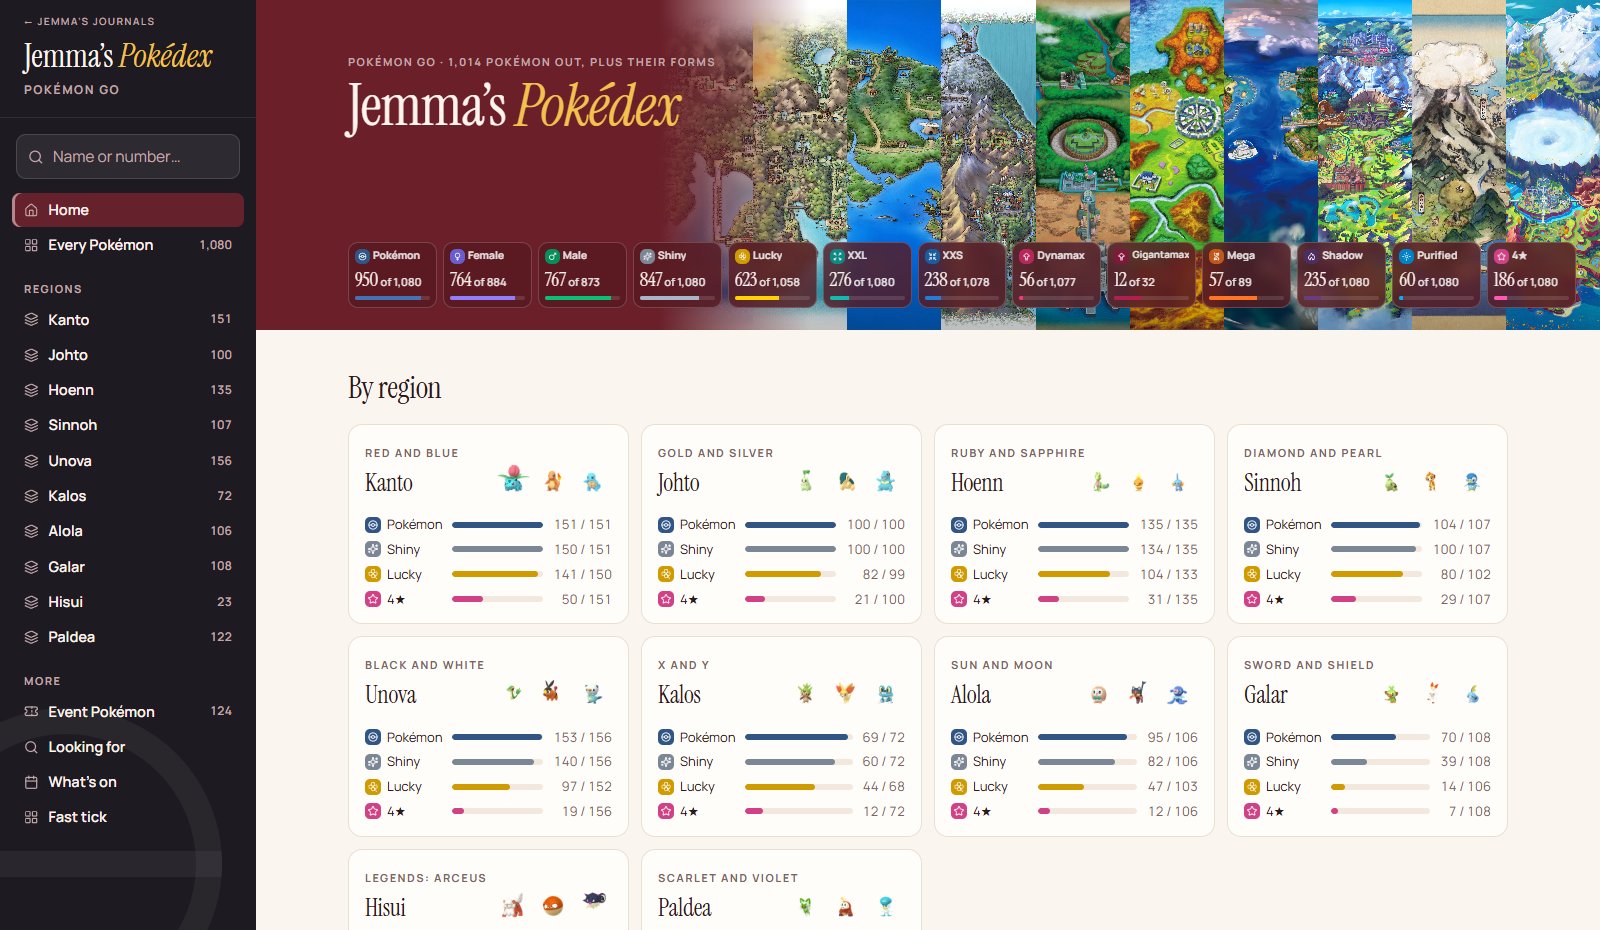 ← JEMMA'S JOURNALS
Jemma's Pokédex
POKÉMON GO
Name or number...
Home
Every Pokémon 1,080
REGIONS
Kanto 151
Johto 100
Hoenn 135
Sinnoh 107
Unova 156
Kalos 72
Alola 106
Galar 108
Hisui 23
Paldea 122
MORE
Event Pokémon 124
Looking for
What's on
Fast tick
POKÉMON GO · 1,014 POKÉMON OUT, PLUS THEIR FORMS
Jemma's Pokédex
Pokémon
950 of 1,080
Female
764 of 884
Male
767 of 873
Shiny
847 of 1,080
Lucky
623 of 1,058
XXL
276 of 1,080
XXS
238 of 1,078
Dynamax
56 of 1,077
Gigantamax
12 of 32
Mega
57 of 89
Shadow
235 of 1,080
Purified
60 of 1,080
4★
186 of 1,080
By region
RED AND BLUE
Kanto
Pokémon 151 / 151
Shiny 150 / 151
Lucky 141 / 150
4★ 50 / 151
GOLD AND SILVER
Johto
Pokémon 100 / 100
Shiny 100 / 100
Lucky 82 / 99
4★ 21 / 100
RUBY AND SAPPHIRE
Hoenn
Pokémon 135 / 135
Shiny 134 / 135
Lucky 104 / 133
4★ 31 / 135
DIAMOND AND PEARL
Sinnoh
Pokémon 104 / 107
Shiny 100 / 107
Lucky 80 / 102
4★ 29 / 107
BLACK AND WHITE
Unova
Pokémon 153 / 156
Shiny 140 / 156
Lucky 97 / 152
4★ 19 / 156
X AND Y
Kalos
Pokémon 69 / 72
Shiny 60 / 72
Lucky 44 / 68
4★ 12 / 72
SUN AND MOON
Alola
Pokémon 95 / 106
Shiny 82 / 106
Lucky 47 / 103
4★ 12 / 106
SWORD AND SHIELD
Galar
Pokémon 70 / 108
Shiny 39 / 108
Lucky 14 / 106
4★ 7 / 108
LEGENDS: ARCEUS
Hisui
SCARLET AND VIOLET
Paldea